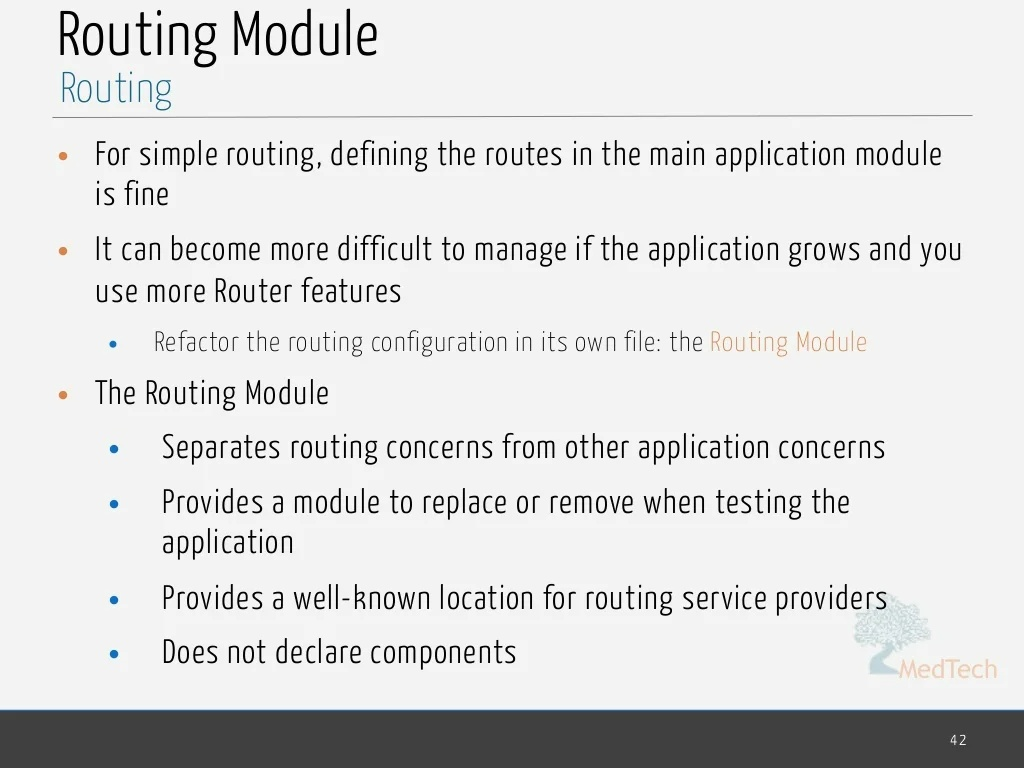 Routing Module
Routing
• For simple routing, defining the routes in the main application module
is fine
• It can become more difficult to manage if the application grows and you
use more Router features
• Refactor the routing configuration in its own file: the Routing Module
• The Routing Module
• Separates routing concerns from other application concerns
• Provides a module to replace or remove when testing the
application
• Provides a well-known location for routing service providers
• Does not declare components
MedTech
42